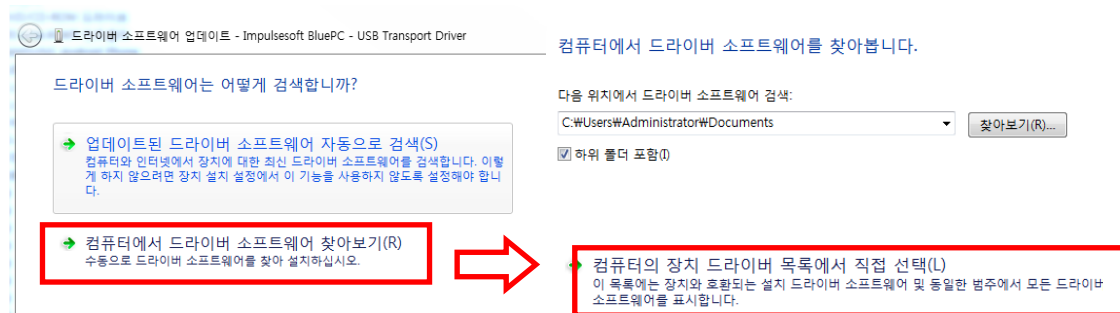 드라이버 소프트웨어 업데이트 - Impulsesoft BluePC - USB Transport Driver
드라이버 소프트웨어는 어떻게 검색합니까?
업데이트된 드라이버 소프트웨어 자동으로 검색(S)
컴퓨터와 인터넷에서 장치에 대한 최신 드라이버 소프트웨어를 검색합니다. 이렇
게 하지 않으려면 장치 설치 설정에서 이 기능을 사용하지 않도록 설정해야 합니
다.
컴퓨터에서 드라이버 소프트웨어 찾아보기(R)
수동으로 드라이버 소프트웨어를 찾아 설치하십시오.
컴퓨터에서 드라이버 소프트웨어를 찾아봅니다.
다음 위치에서 드라이버 소프트웨어 검색:
C:₩Users₩Administrator₩Documents
찾아보기(R)...
하위 폴더 포함(I)
컴퓨터의 장치 드라이버 목록에서 직접 선택(L)
이 목록에는 장치와 호환되는 설치 드라이버 소프트웨어 및 동일한 범주에서 모든 드라이버
소프트웨어를 표시합니다.